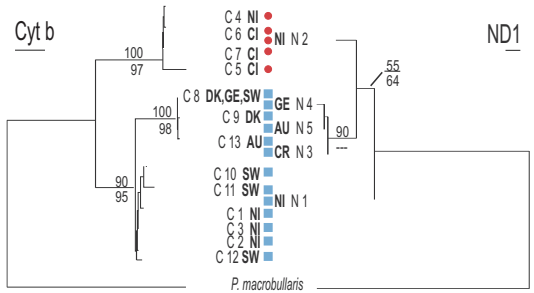 Cyt b
ND1
C 4 NI
C 6 CI
NI N 2
C 7 CI
C 5 CI
100
97
55
64
C 8 DK,GE,SW
GE N 4
C 9 DK
AU N 5
100
98
C 13 AU
90
---
CR N 3
C 10 SW
90
95
C 11 SW
NI N 1
C 1 NI
C 3 NI
C 2 NI
C 12 SW
P. macrobullaris